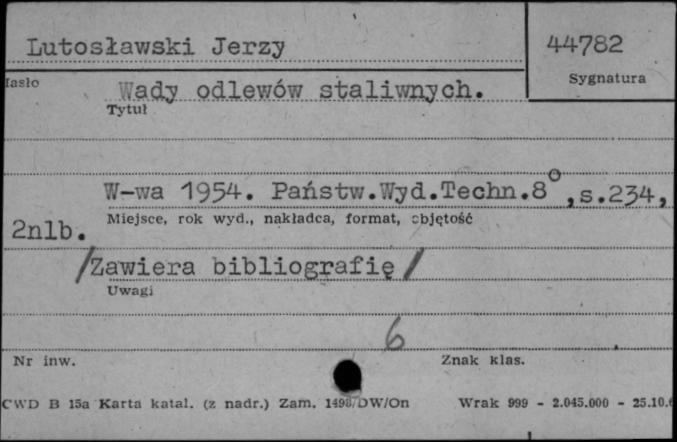 Lutosławski Jerzy
44782
Hasło
Sygnatura
Wady odlewów staliwnych.
Tytuł
W-wa 1954. Państw.Wyd.Techn.8°,s.234,
Miejsce, rok wyd., nakładca, format, objętość
2nlb.
/Zawiera bibliografię/
Uwagi
6
Nr inw.
Znak klas.
CWD B 15a Karta katal. (z nadr.) Zam. 1498/DW/On
Wrak 999 - 2.045.000 - 25.10.